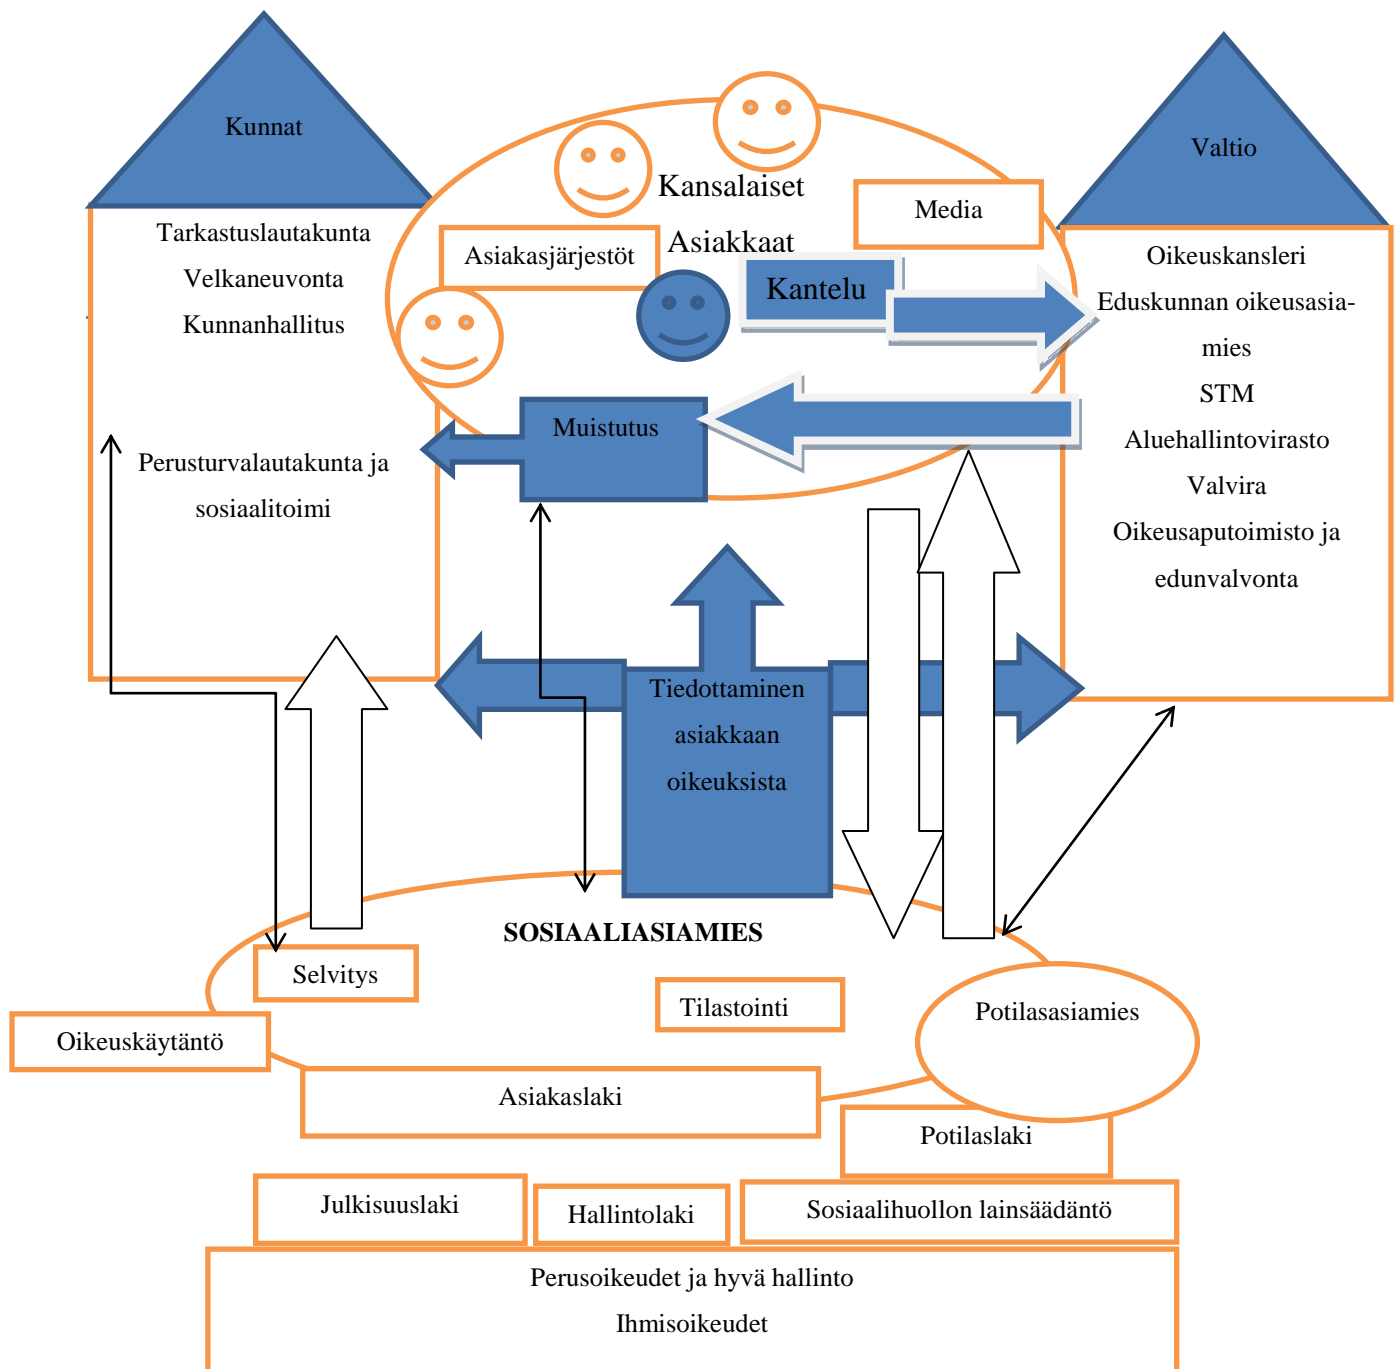 Kunnat
Tarkastuslautakunta
Velkaneuvonta
Kunnanhallitus
Perusturvalautakunta ja
sosiaalitoimi
Kansalaiset
Media
Asiakasjärjestöt
Asiakkaat
Kantelu
Muistutus
Valtio
Oikeuskansleri
Eduskunnan oikeusasia-
mies
STM
Aluehallintovirasto
Valvira
Oikeusaputoimisto ja
edunvalvonta
Tiedottaminen
asiakkaan
oikeuksista
SOSIAALIASIAMIES
Selvitys
Tilastointi
Potilasasiamies
Oikeuskäytäntö
Asiakaslaki
Potilaslaki
Julkisuuslaki
Hallintolaki
Sosiaalihuollon lainsäädäntö
Perusoikeudet ja hyvä hallinto
Ihmisoikeudet